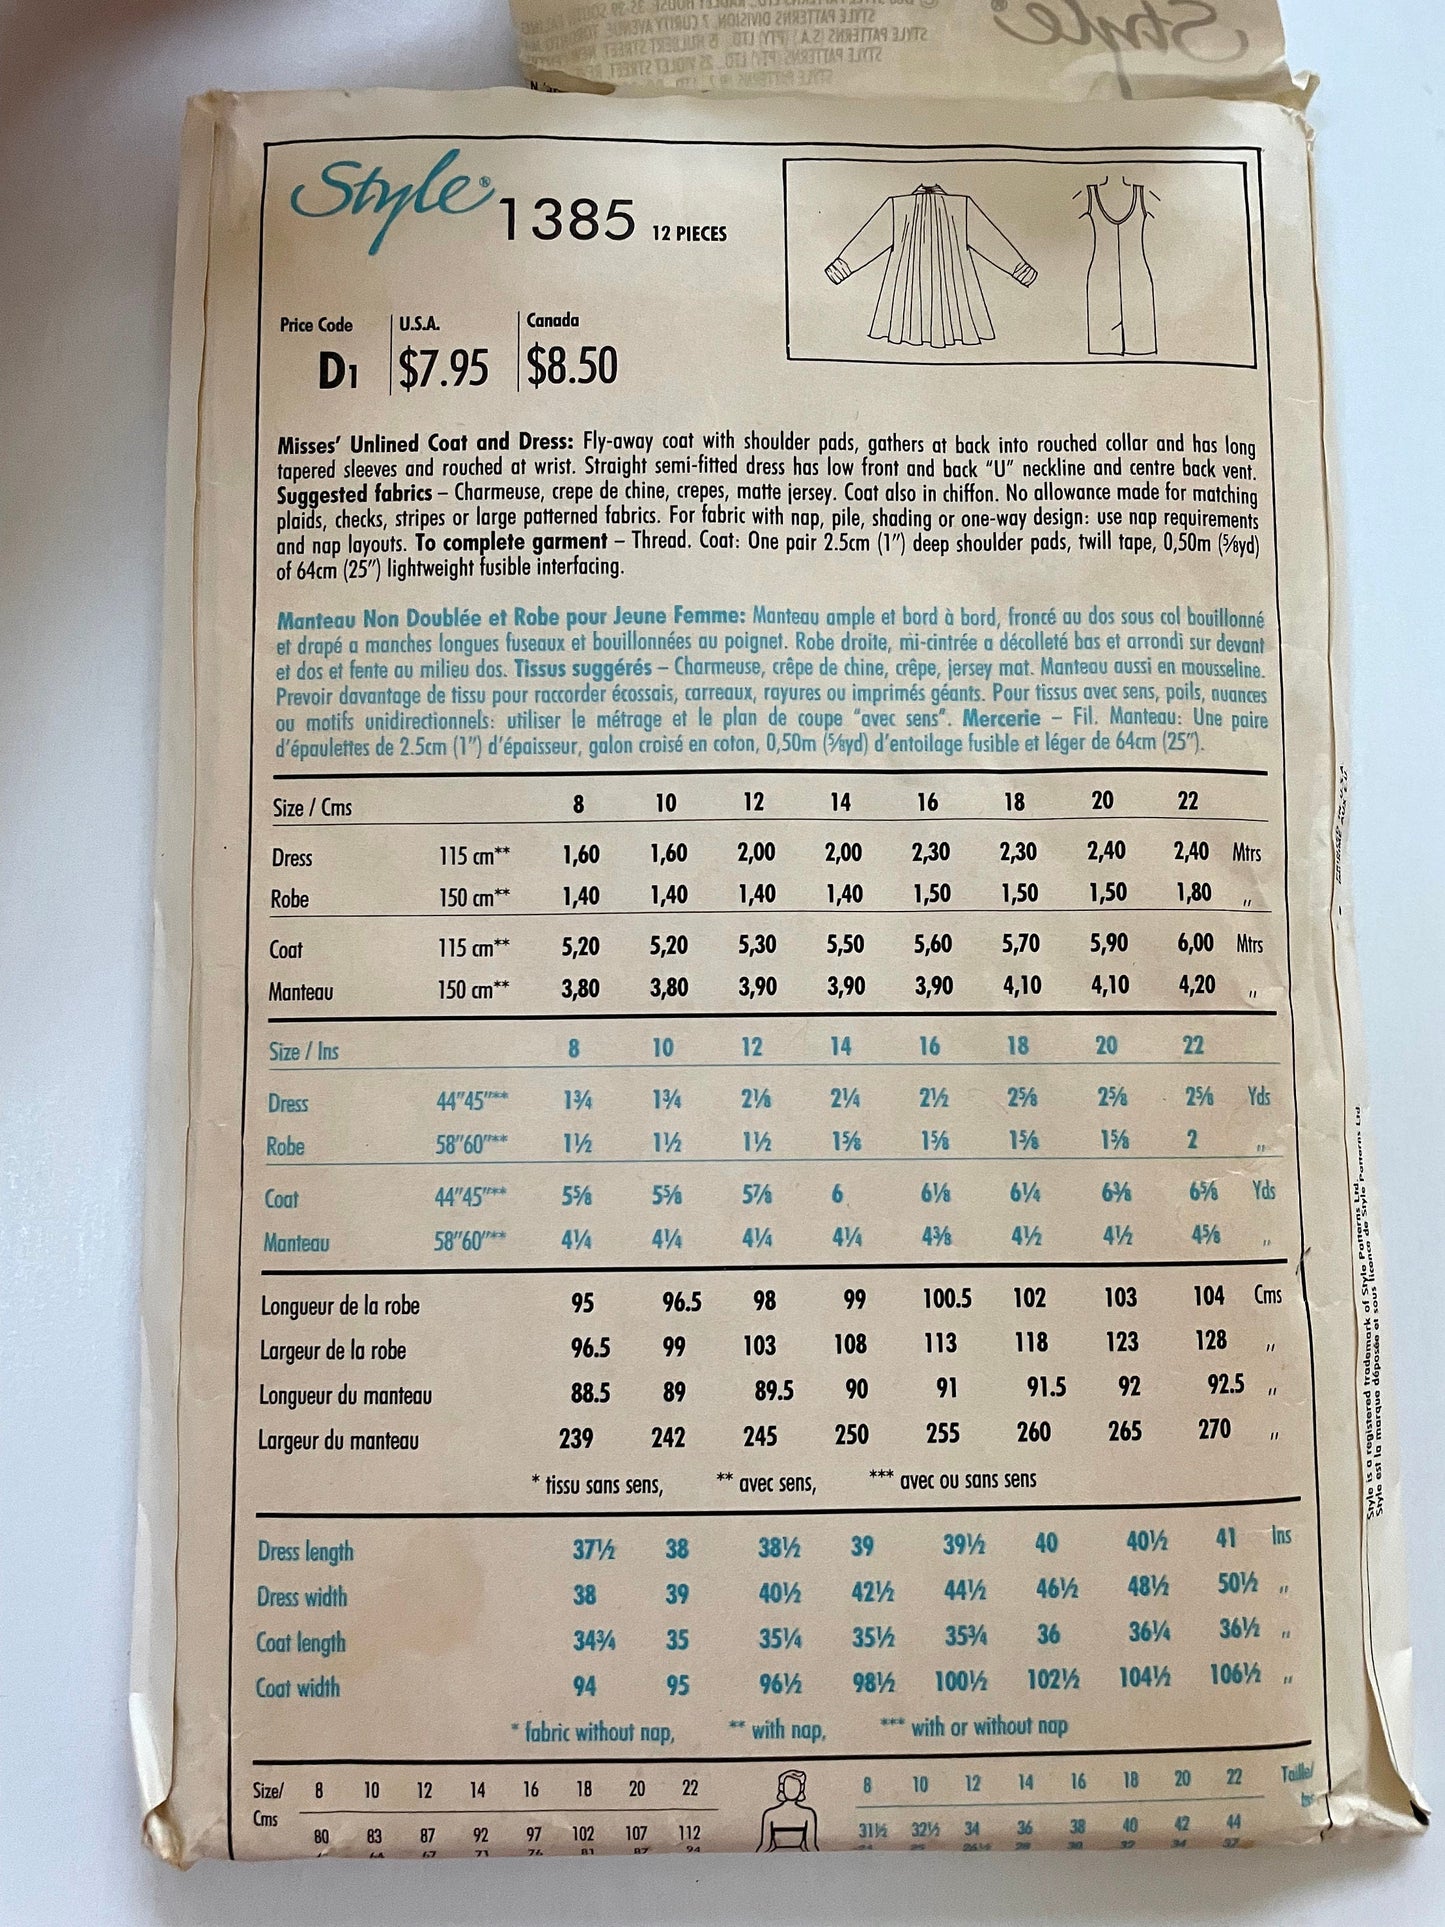 Style
STYLE PATTERNS DIVISION, 7 CURITY AVENUE, TORONTO
Style® 1385 12 PIECES
Price Code U.S.A. Canada
D1 $7.95 $8.50
Misses' Unlined Coat and Dress: Fly-away coat with shoulder pads, gathers at back into rouched collar and has long
tapered sleeves and rouched at wrist. Straight semi-fitted dress has low front and back "U" neckline and centre back vent.
Suggested fabrics – Charmeuse, crepe de chine, crepes, matte jersey. Coat also in chiffon. No allowance made for matching
plaids, checks, stripes or large patterned fabrics. For fabric with nap, pile, shading or one-way design: use nap requirements
and nap layouts. To complete garment – Thread. Coat: One pair 2.5cm (1") deep shoulder pads, twill tape, 0,50m (⅝yd)
of 64cm (25") lightweight fusible interfacing.
Manteau Non Doublée et Robe pour Jeune Femme: Manteau ample et bord à bord, froncé au dos sous col bouillonné
et drapé a manches longues fuseaux et bouillonnées au poignet. Robe droite, mi-cintrée a décolleté bas et arrondi sur devant
et dos et fente au milieu dos. Tissus suggérés – Charmeuse, crêpe de chine, crêpe, jersey mat. Manteau aussi en mousseline.
Prevoir davantage de tissu pour raccorder écossais, carreaux, rayures ou imprimés géants. Pour tissus avec sens, poils, nuances
ou motifs unidirectionnels: utiliser le métrage et le plan de coupe "avec sens". Mercerie – Fil. Manteau: Une paire
d'épaulettes de 2.5cm (1") d'épaisseur, galon croisé en coton, 0,50m (⅝yd) d'entoilage fusible et léger de 64cm (25").
Size / Cms 8 10 12 14 16 18 20 22
Dress 115 cm** 1,60 1,60 2,00 2,00 2,30 2,30 2,40 2,40 Mtrs
Robe 150 cm** 1,40 1,40 1,40 1,40 1,50 1,50 1,50 1,80 "
Coat 115 cm** 5,20 5,20 5,30 5,50 5,60 5,70 5,90 6,00 Mtrs
Manteau 150 cm** 3,80 3,80 3,90 3,90 3,90 4,10 4,10 4,20 "
Size / Ins 8 10 12 14 16 18 20 22
Dress 44"45"** 1¾ 1¾ 2⅛ 2¼ 2½ 2⅝ 2⅝ 2⅝ Yds
Robe 58"60"** 1½ 1½ 1½ 1⅝ 1⅝ 1⅝ 1⅝ 2 "
Coat 44"45"** 5⅝ 5⅝ 5⅞ 6 6⅛ 6¼ 6⅜ 6⅝ Yds
Manteau 58"60"** 4¼ 4¼ 4¼ 4¼ 4⅜ 4½ 4½ 4⅝ "
Longueur de la robe 95 96.5 98 99 100.5 102 103 104 Cms
Largeur de la robe 96.5 99 103 108 113 118 123 128 "
Longueur du manteau 88.5 89 89.5 90 91 91.5 92 92.5 "
Largeur du manteau 239 242 245 250 255 260 265 270 "
* tissu sans sens, ** avec sens, *** avec ou sans sens
Dress length 37½ 38 38½ 39 39½ 40 40½ 41 Ins
Dress width 38 39 40½ 42½ 44½ 46½ 48½ 50½ "
Coat length 34¾ 35 35¼ 35½ 35¾ 36 36¼ 36½ "
Coat width 94 95 96½ 98½ 100½ 102½ 104½ 106½ "
* fabric without nap, ** with nap, *** with or without nap
Size/ 8 10 12 14 16 18 20 22
Cms
80 83 87 92 97 102 107 112
8 10 12 14 16 18 20 22 Taille/
31½ 32½ 34 36 38 40 42 44
Style is a registered trademark of Style Patterns Ltd.
Style est la marque déposée et sous licence de Style Patterns Ltd